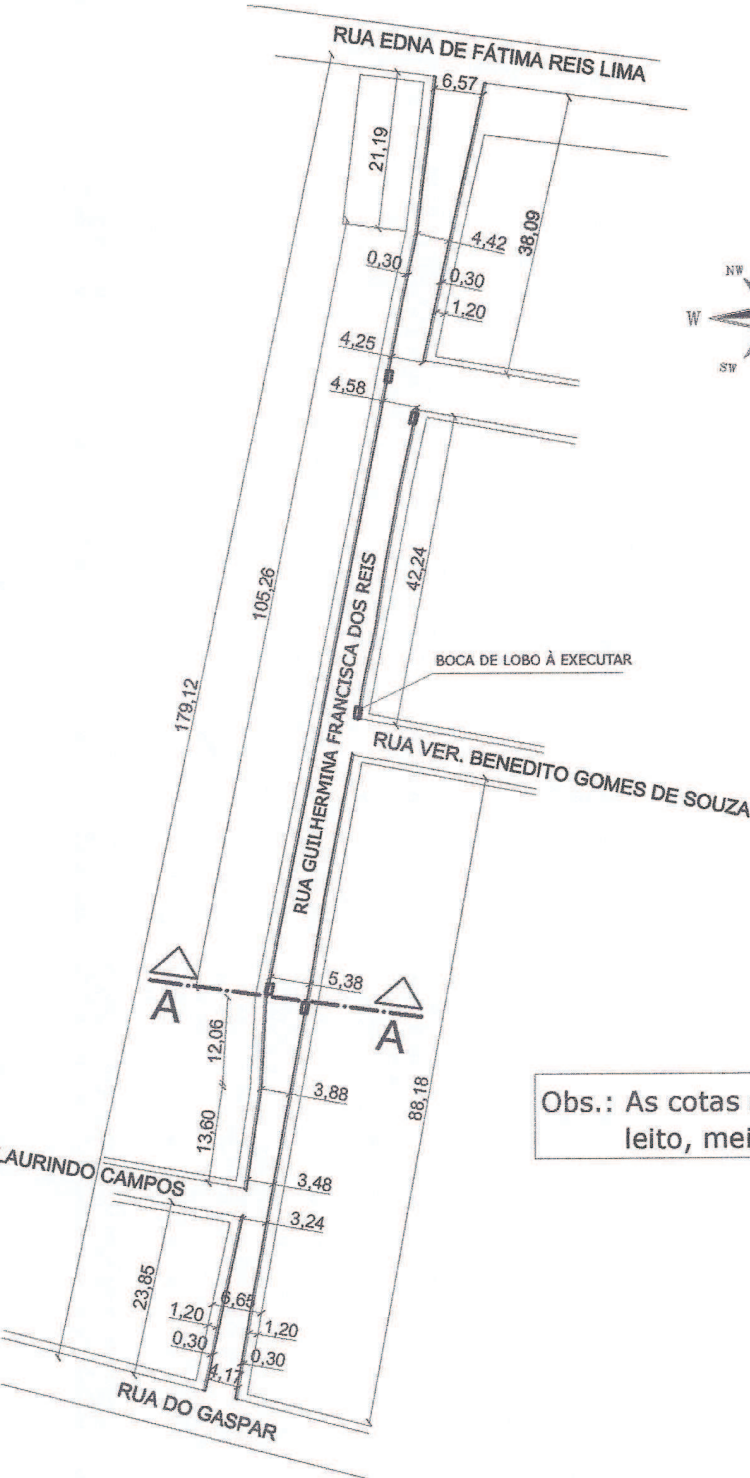 RUA EDNA DE FÁTIMA REIS LIMA
6,57
21,19
38,09
4,42
0,30
0,30
1,20
NW
W
SW
4,25
4,58
105,26
42,24
179,12
RUA GUILHERMINA FRANCISCA DOS REIS
BOCA DE LOBO À EXECUTAR
RUA VER. BENEDITO GOMES DE SOUZA
5,38
A
A
12,06
3,88
88,18
13,60
Obs.: As cotas
leito, mei
LAURINDO CAMPOS
3,48
3,24
23,85
6,65
1,20
1,20
0,30
0,30
4,17
RUA DO GASPAR